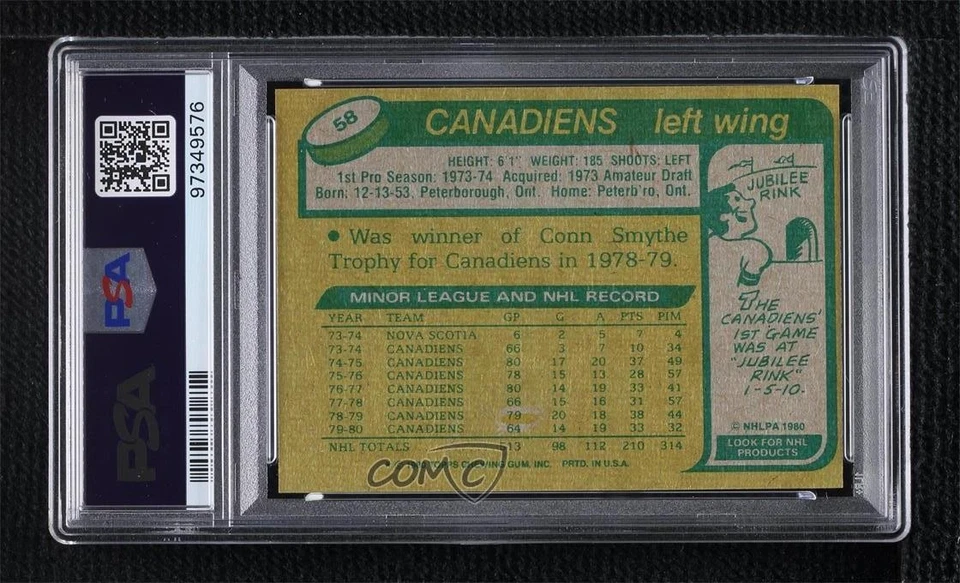 97349576
PSA
PSA
58
CANADIENS left wing
HEIGHT: 6'1" WEIGHT: 185 SHOOTS: LEFT
1st Pro Season: 1973-74 Acquired: 1973 Amateur Draft
Born: 12-13-53, Peterborough, Ont. Home: Peterb'ro, Ont.
• Was winner of Conn Smythe
Trophy for Canadiens in 1978-79.
MINOR LEAGUE AND NHL RECORD
YEAR TEAM GP G A PTS PIM
73-74 NOVA SCOTIA 6 2 5 7 4
73-74 CANADIENS 66 3 7 10 34
74-75 CANADIENS 80 17 20 37 49
75-76 CANADIENS 78 15 13 28 57
76-77 CANADIENS 80 14 19 33 41
77-78 CANADIENS 66 15 16 31 57
78-79 CANADIENS 79 20 18 38 44
79-80 CANADIENS 64 14 19 33 32
NHL TOTALS 13 98 112 210 314
CHEWING GUM, INC. PRTD. IN U.S.A.
COMC
JUBILEE
RINK
THE
CANADIENS'
1ST GAME
WAS AT
"JUBILEE
RINK"
1-5-10.
© NHLPA 1980
LOOK FOR NHL
PRODUCTS